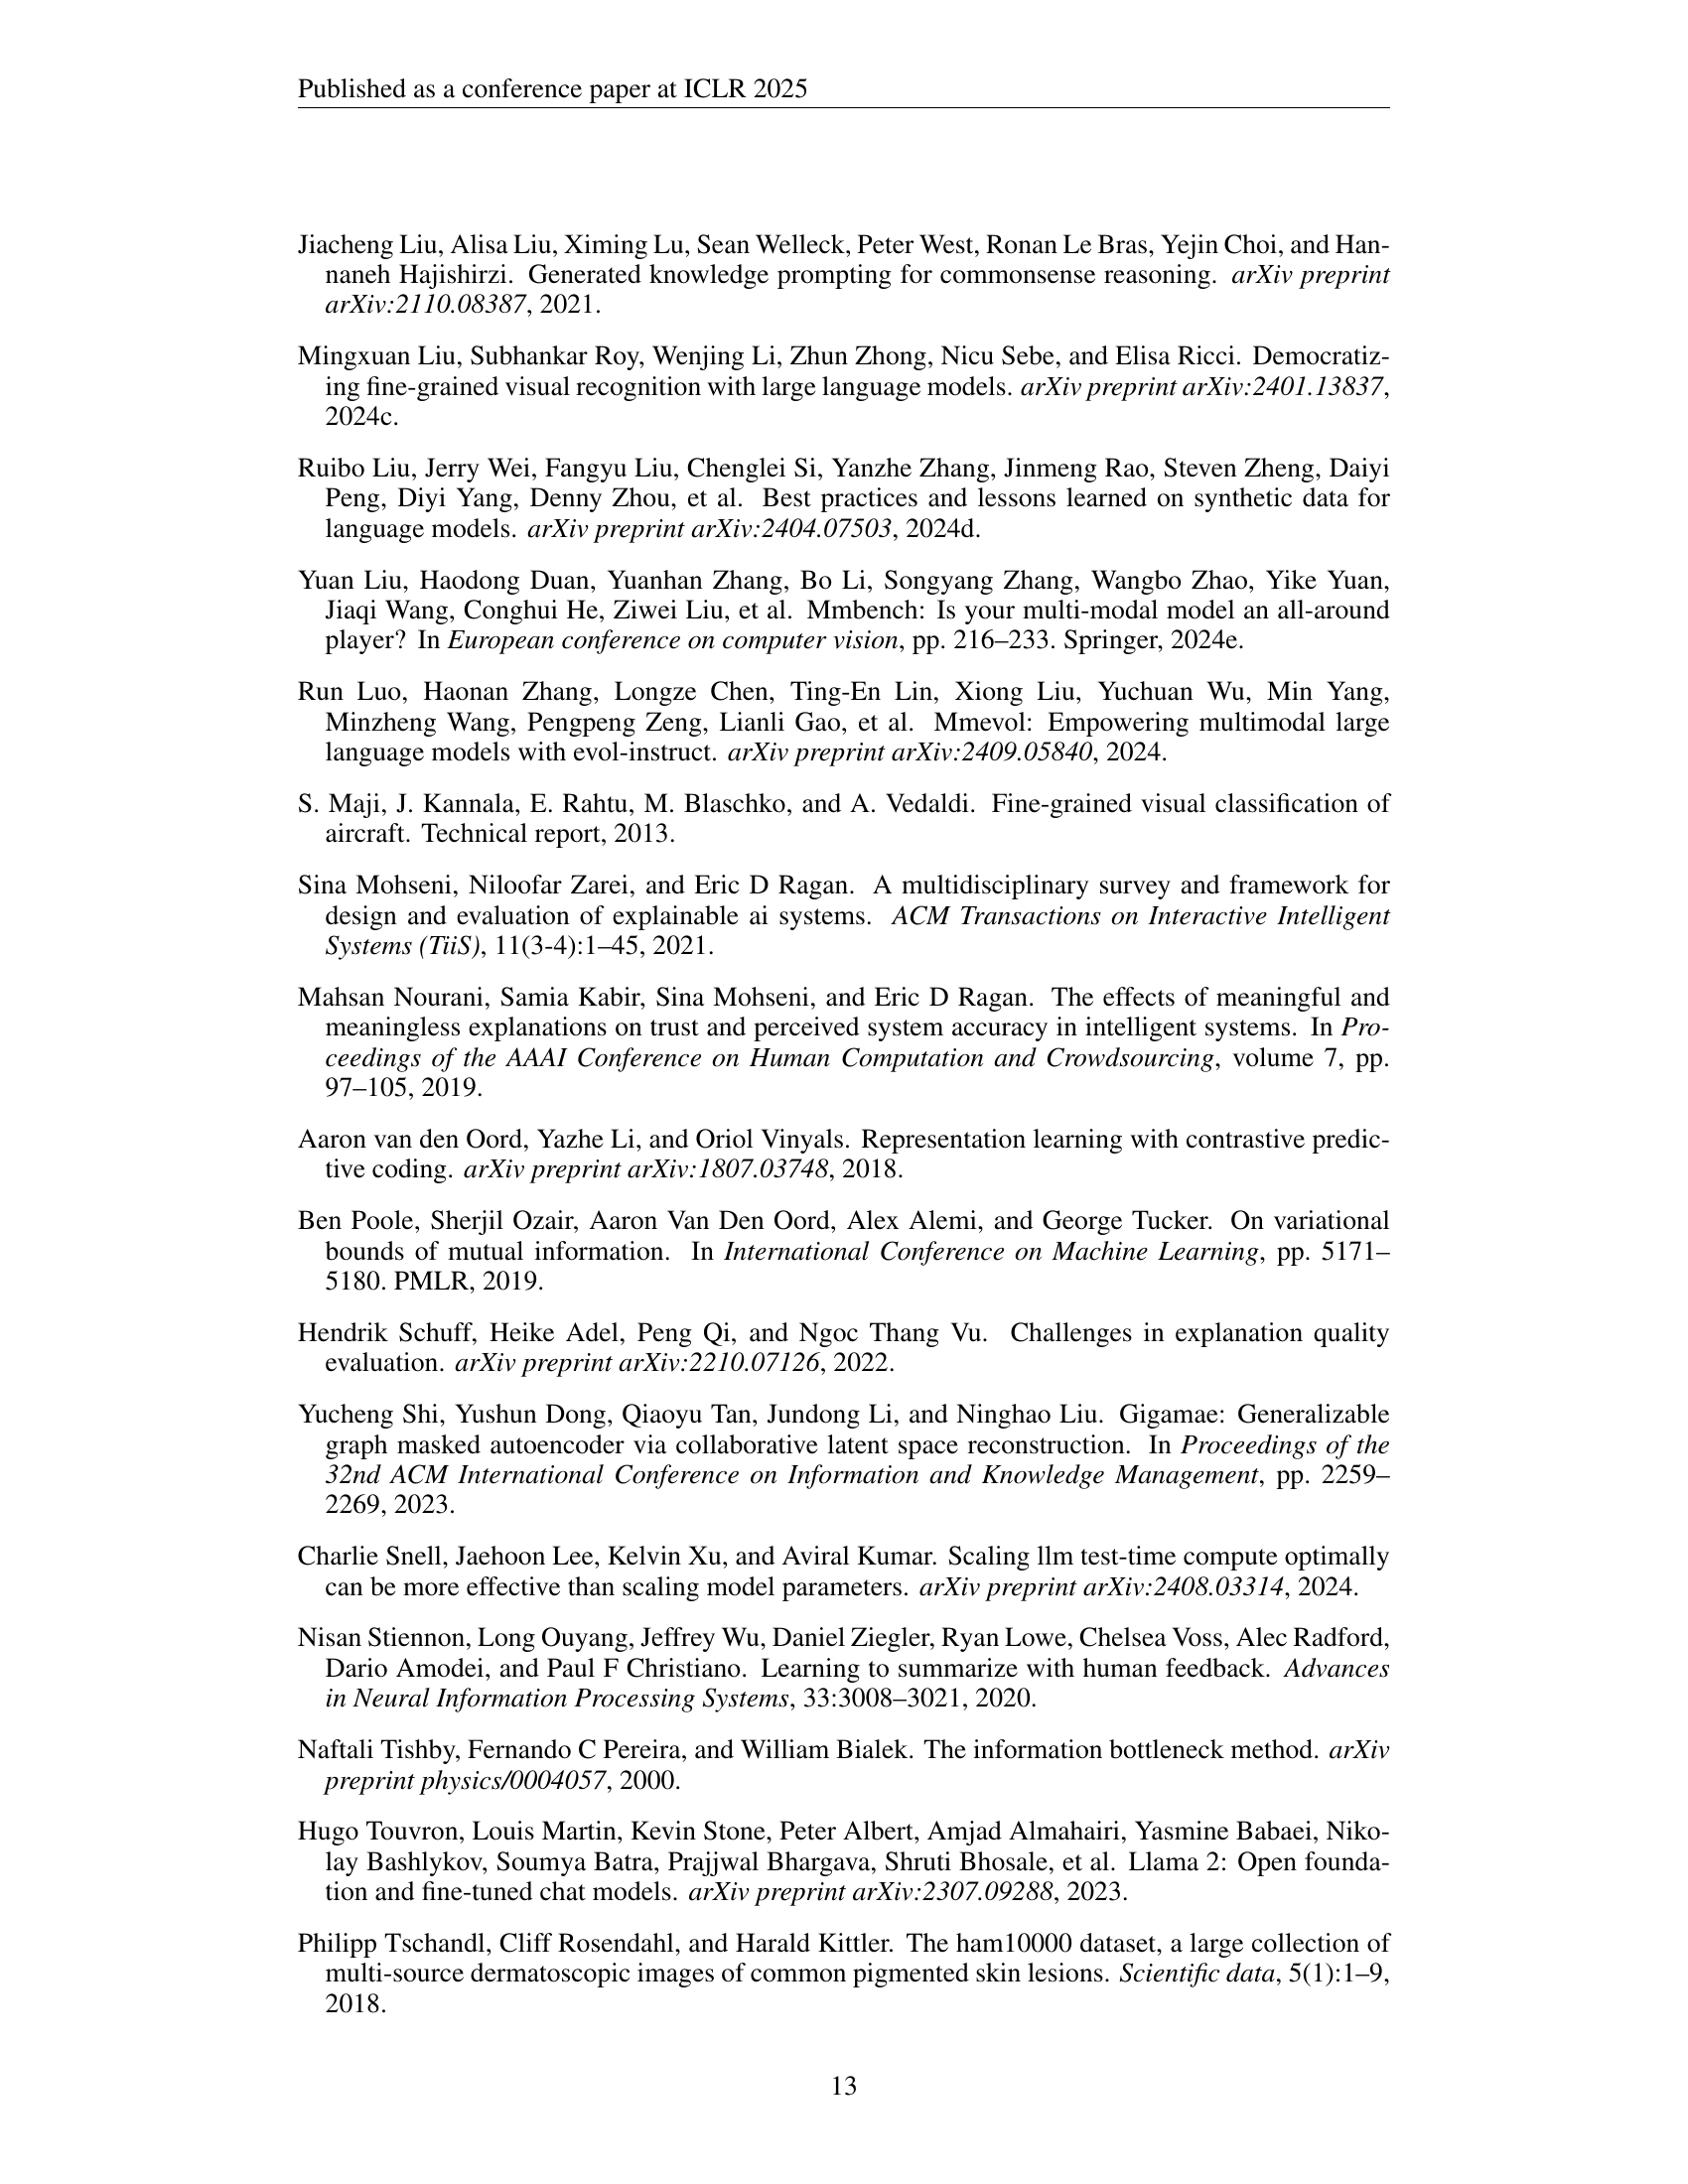 Published as a conference paper at ICLR 2025
Jiacheng Liu, Alisa Liu, Ximing Lu, Sean Welleck, Peter West, Ronan Le Bras, Yejin Choi, and Han-
naneh Hajishirzi. Generated knowledge prompting for commonsense reasoning. arXiv preprint
arXiv:2110.08387, 2021.
Mingxuan Liu, Subhankar Roy, Wenjing Li, Zhun Zhong, Nicu Sebe, and Elisa Ricci. Democratiz-
ing fine-grained visual recognition with large language models. arXiv preprint arXiv:2401.13837,
2024c.
Ruibo Liu, Jerry Wei, Fangyu Liu, Chenglei Si, Yanzhe Zhang, Jinmeng Rao, Steven Zheng, Daiyi
Peng, Diyi Yang, Denny Zhou, et al. Best practices and lessons learned on synthetic data for
language models. arXiv preprint arXiv:2404.07503, 2024d.
Yuan Liu, Haodong Duan, Yuanhan Zhang, Bo Li, Songyang Zhang, Wangbo Zhao, Yike Yuan,
Jiaqi Wang, Conghui He, Ziwei Liu, et al. Mmbench: Is your multi-modal model an all-around
player? In European conference on computer vision, pp. 216–233. Springer, 2024e.
Run Luo, Haonan Zhang, Longze Chen, Ting-En Lin, Xiong Liu, Yuchuan Wu, Min Yang,
Minzheng Wang, Pengpeng Zeng, Lianli Gao, et al. Mmevol: Empowering multimodal large
language models with evol-instruct. arXiv preprint arXiv:2409.05840, 2024.
S. Maji, J. Kannala, E. Rahtu, M. Blaschko, and A. Vedaldi. Fine-grained visual classification of
aircraft. Technical report, 2013.
Sina Mohseni, Niloofar Zarei, and Eric D Ragan. A multidisciplinary survey and framework for
design and evaluation of explainable ai systems. ACM Transactions on Interactive Intelligent
Systems (TiiS), 11(3-4):1–45, 2021.
Mahsan Nourani, Samia Kabir, Sina Mohseni, and Eric D Ragan. The effects of meaningful and
meaningless explanations on trust and perceived system accuracy in intelligent systems. In Pro-
ceedings of the AAAI Conference on Human Computation and Crowdsourcing, volume 7, pp.
97–105, 2019.
Aaron van den Oord, Yazhe Li, and Oriol Vinyals. Representation learning with contrastive predic-
tive coding. arXiv preprint arXiv:1807.03748, 2018.
Ben Poole, Sherjil Ozair, Aaron Van Den Oord, Alex Alemi, and George Tucker. On variational
bounds of mutual information. In International Conference on Machine Learning, pp. 5171–
5180. PMLR, 2019.
Hendrik Schuff, Heike Adel, Peng Qi, and Ngoc Thang Vu. Challenges in explanation quality
evaluation. arXiv preprint arXiv:2210.07126, 2022.
Yucheng Shi, Yushun Dong, Qiaoyu Tan, Jundong Li, and Ninghao Liu. Gigamae: Generalizable
graph masked autoencoder via collaborative latent space reconstruction. In Proceedings of the
32nd ACM International Conference on Information and Knowledge Management, pp. 2259–
2269, 2023.
Charlie Snell, Jaehoon Lee, Kelvin Xu, and Aviral Kumar. Scaling llm test-time compute optimally
can be more effective than scaling model parameters. arXiv preprint arXiv:2408.03314, 2024.
Nisan Stiennon, Long Ouyang, Jeffrey Wu, Daniel Ziegler, Ryan Lowe, Chelsea Voss, Alec Radford,
Dario Amodei, and Paul F Christiano. Learning to summarize with human feedback. Advances
in Neural Information Processing Systems, 33:3008–3021, 2020.
Naftali Tishby, Fernando C Pereira, and William Bialek. The information bottleneck method. arXiv
preprint physics/0004057, 2000.
Hugo Touvron, Louis Martin, Kevin Stone, Peter Albert, Amjad Almahairi, Yasmine Babaei, Niko-
lay Bashlykov, Soumya Batra, Prajjwal Bhargava, Shruti Bhosale, et al. Llama 2: Open founda-
tion and fine-tuned chat models. arXiv preprint arXiv:2307.09288, 2023.
Philipp Tschandl, Cliff Rosendahl, and Harald Kittler. The ham10000 dataset, a large collection of
multi-source dermatoscopic images of common pigmented skin lesions. Scientific data, 5(1):1–9,
2018.
13